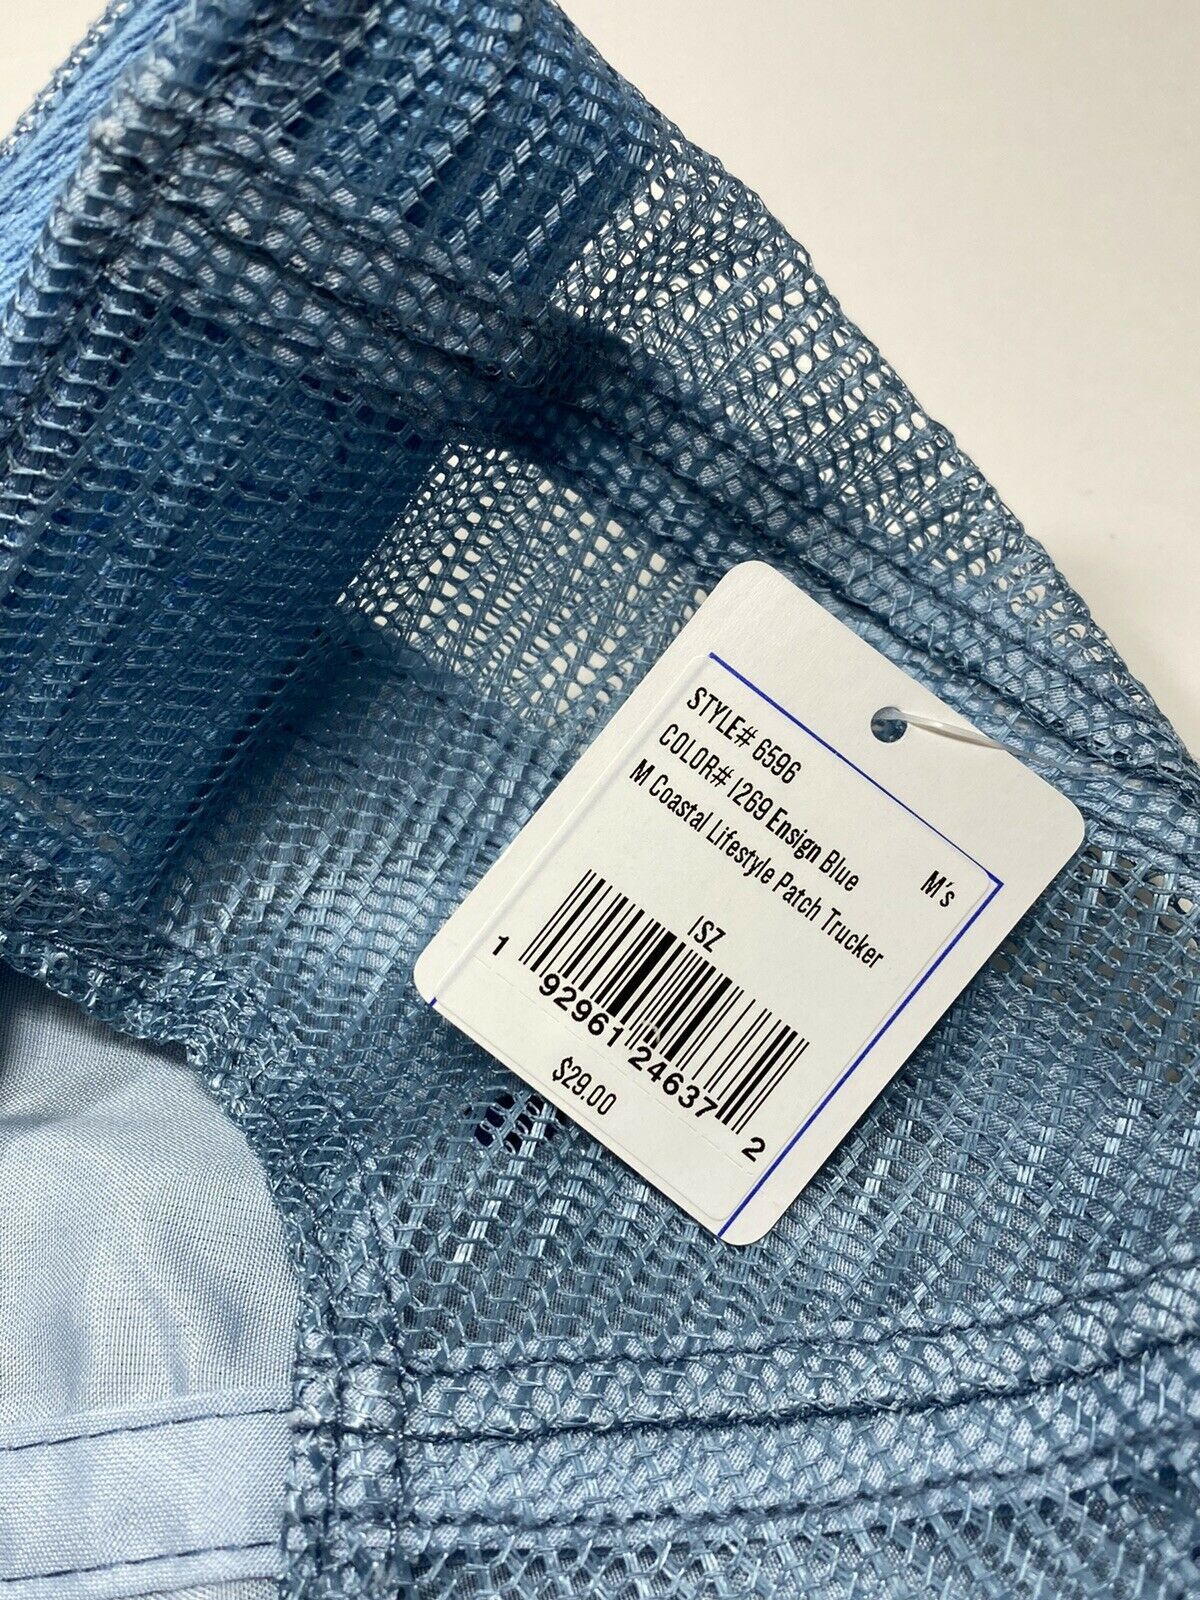 STYLE# 6596
COLOR# 1269 Ensign Blue M's
M Coastal Lifestyle Patch Trucker
1SZ
1 92961 24637 2
$29.00